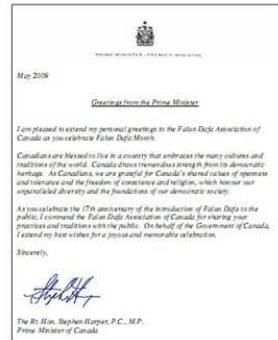 PRIME MINISTER - PREMIER MINISTRE
May 2009
Greetings from the Prime Minister
I am pleased to extend my personal greetings to the Falun Dafa Association of
Canada as you celebrate Falun Dafa Month.
Canadians are blessed to live in a country that embraces the many cultures and
traditions of the world. Canada draws tremendous strength from its democratic
heritage. As Canadians, we are grateful for Canada's shared values of openness
and tolerance and the freedom of conscience and religion, which honour our
unparalleled diversity and the foundations of our democratic society.
As you celebrate the 17th anniversary of the introduction of Falun Dafa to the
public, I commend the Falun Dafa Association of Canada for sharing your
practices and traditions with the public. On behalf of the Government of Canada,
I extend my best wishes for a joyous and memorable celebration.
Sincerely,
The Rt. Hon. Stephen Harper, P.C., M.P.
Prime Minister of Canada